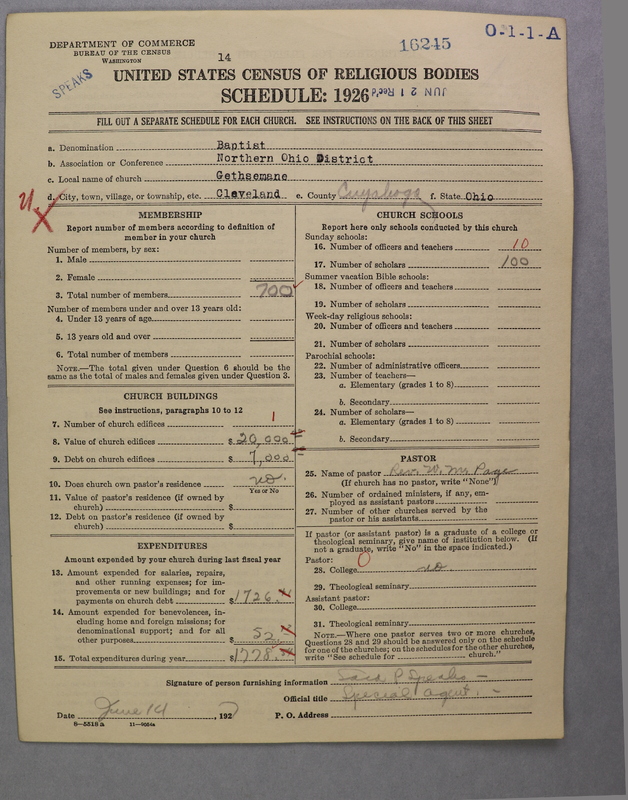 DEPARTMENT OF COMMERCE
BUREAU OF THE CENSUS
WASHINGTON
16245
O-1-1-A
14
SPEAKS
UNITED STATES CENSUS OF RELIGIOUS BODIES
SCHEDULE: 1926
JUN 21 Rec'd
FILL OUT A SEPARATE SCHEDULE FOR EACH CHURCH. SEE INSTRUCTIONS ON THE BACK OF THIS SHEET
a. Denomination Baptist
b. Association or Conference Northern Ohio District
c. Local name of church Gethsemane
d. City, town, village, or township, etc. Cleveland e. County Cuyahoga f. State Ohio
X
MEMBERSHIP
Report number of members according to definition of
member in your church
Number of members, by sex:
1. Male
2. Female
3. Total number of members 700
Number of members under and over 13 years old:
4. Under 13 years of age
5. 13 years old and over
6. Total number of members
NOTE.—The total given under Question 6 should be the
same as the total of males and females given under Question 3.
CHURCH BUILDINGS
See instructions, paragraphs 10 to 12
7. Number of church edifices 1
8. Value of church edifices $20,000
9. Debt on church edifices $7,000
10. Does church own pastor's residence no.
Yes or No
11. Value of pastor's residence (if owned by
church) $
12. Debt on pastor's residence (if owned by
church) $
EXPENDITURES
Amount expended by church during last fiscal year
13. Amount expended for salaries, repairs,
and other running expenses; for im-
provements or new buildings; and for
payments on church debt $1726.
14. Amount expended for benevolences, in-
cluding home and foreign missions; for
denominational support; and for all
other purposes $52.
15. Total expenditures during year $1778.
CHURCH SCHOOLS
Report here only schools conducted by this church
Sunday schools:
16. Number of officers and teachers 10
17. Number of scholars 100
Summer vacation Bible schools:
18. Number of officers and teachers
19. Number of scholars
Week-day religious schools:
20. Number of officers and teachers
21. Number of scholars
Parochial schools:
22. Number of administrative officers
23. Number of teachers—
a. Elementary (grades 1 to 8)
b. Secondary
24. Number of scholars—
a. Elementary (grades 1 to 8)
b. Secondary
PASTOR
25. Name of pastor Rev. W. M. Page
(If church has no pastor, write "None")
26. Number of ordained ministers, if any, em-
ployed as assistant pastors
27. Number of other churches served by the
pastor or his assistants
If pastor (or assistant pastor) is a graduate of a college or
theological seminary, give name of institution below. (If
not a graduate, write "No" in the space indicated.)
Pastor: 0
28. College no
29. Theological seminary
Assistant pastor:
30. College
31. Theological seminary
NOTE.—Where one pastor serves two or more churches,
Questions 28 and 29 should be answered only on the schedule
for one of the churches; on the schedules for the other churches,
write "See schedule for church."
Signature of person furnishing information P Speaks
Official title Special agent.
Date June 14, 1927 P. O. Address
8-5518a 11-9084a